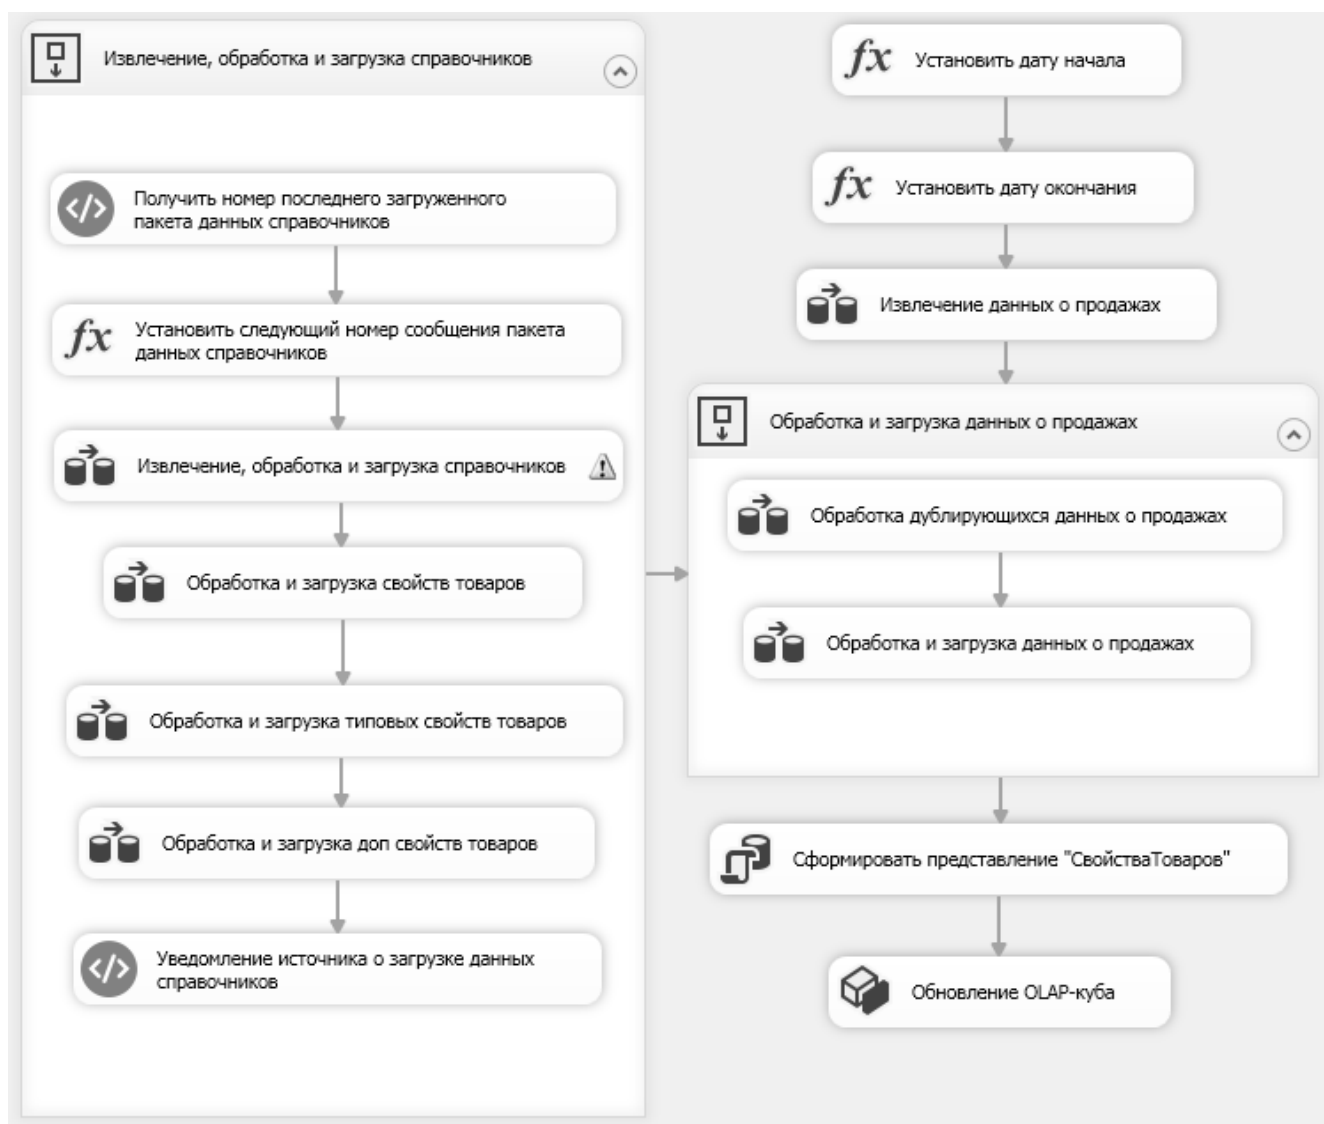 Извлечение, обработка и загрузка справочников
Получить номер последнего загруженного
пакета данных справочников
fx Установить следующий номер сообщения пакета
данных справочников
Извлечение, обработка и загрузка справочников
Обработка и загрузка свойств товаров
Обработка и загрузка типовых свойств товаров
Обработка и загрузка доп свойств товаров
Уведомление источника о загрузке данных
справочников
fx Установить дату начала
fx Установить дату окончания
Извлечение данных о продажах
Обработка и загрузка данных о продажах
Обработка дублирующихся данных о продажах
Обработка и загрузка данных о продажах
Сформировать представление "СвойстваТоваров"
Обновление OLAP-куба